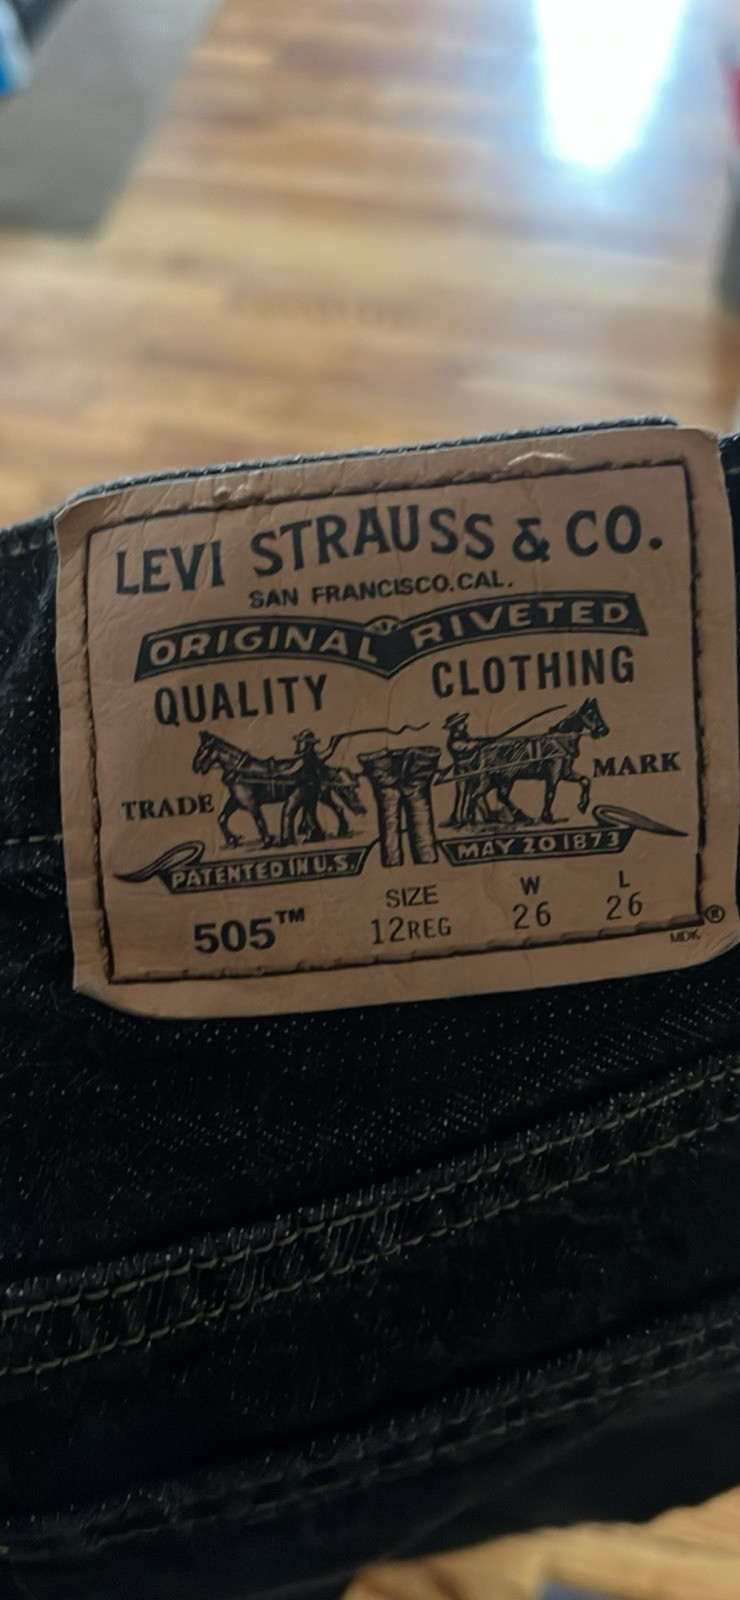 LEVI STRAUSS & CO.
SAN FRANCISCO.CAL.
ORIGINAL RIVETED
QUALITY CLOTHING
TRADE MARK
PATENTED IN U.S. MAY 20 1873
SIZE W L
505™ 12REG 26 26
®
MDK